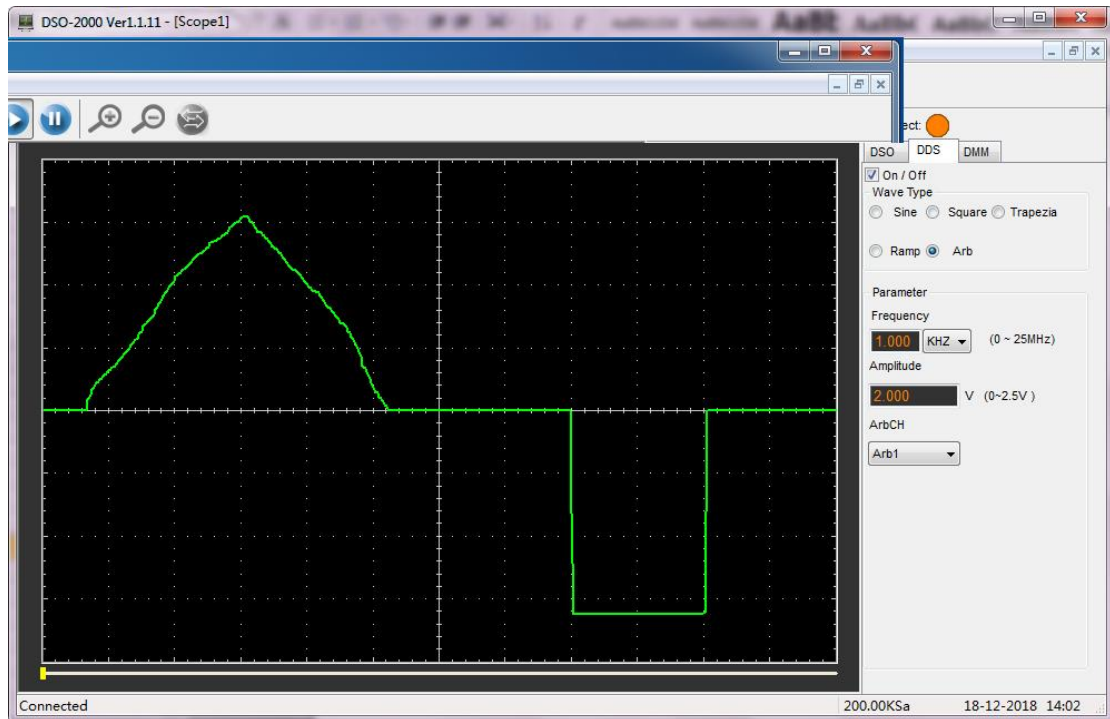 DSO-2000 Ver1.1.11 - [Scope1]
ect:
DSO DDS DMM
On / Off
Wave Type
Sine Square Trapezia
Ramp Arb
Parameter
Frequency
1.000 KHZ (0 ~ 25MHz)
Amplitude
2.000 V (0~2.5V )
ArbCH
Arb1
Connected 200.00KSa 18-12-2018 14:02